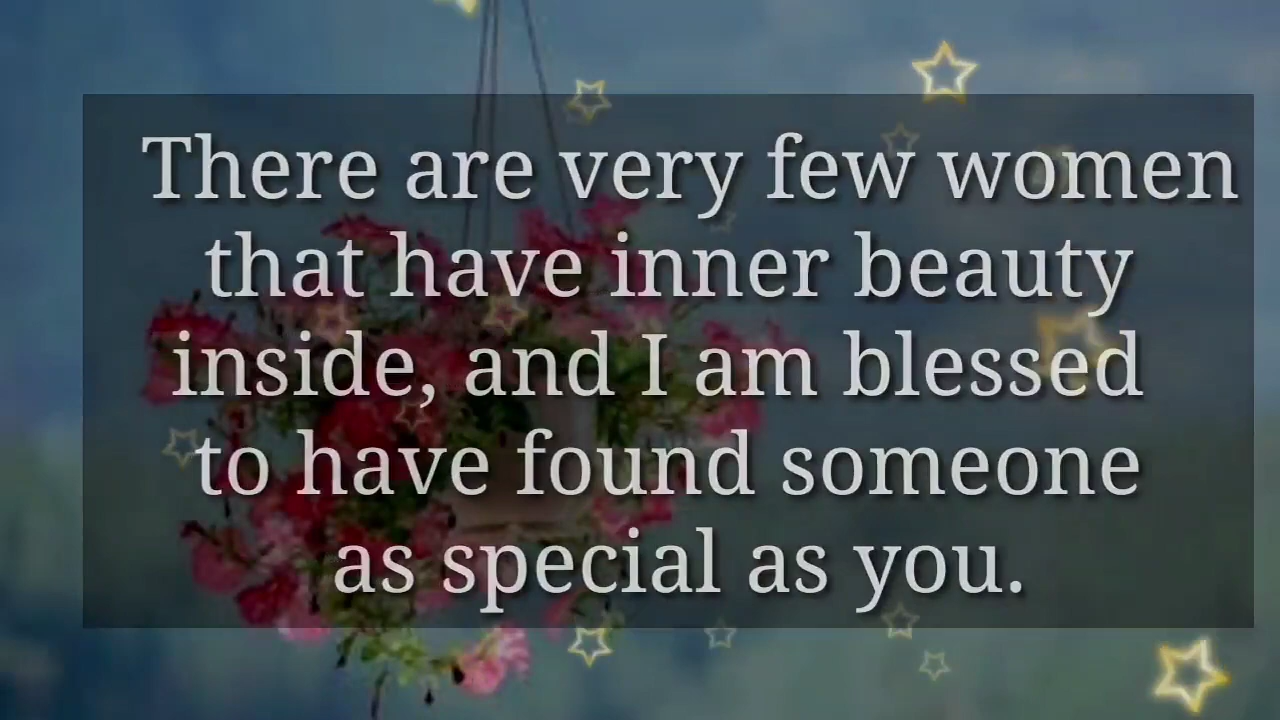 There are very few women
that have inner beauty
inside, and I am blessed
to have found someone
as special as you.